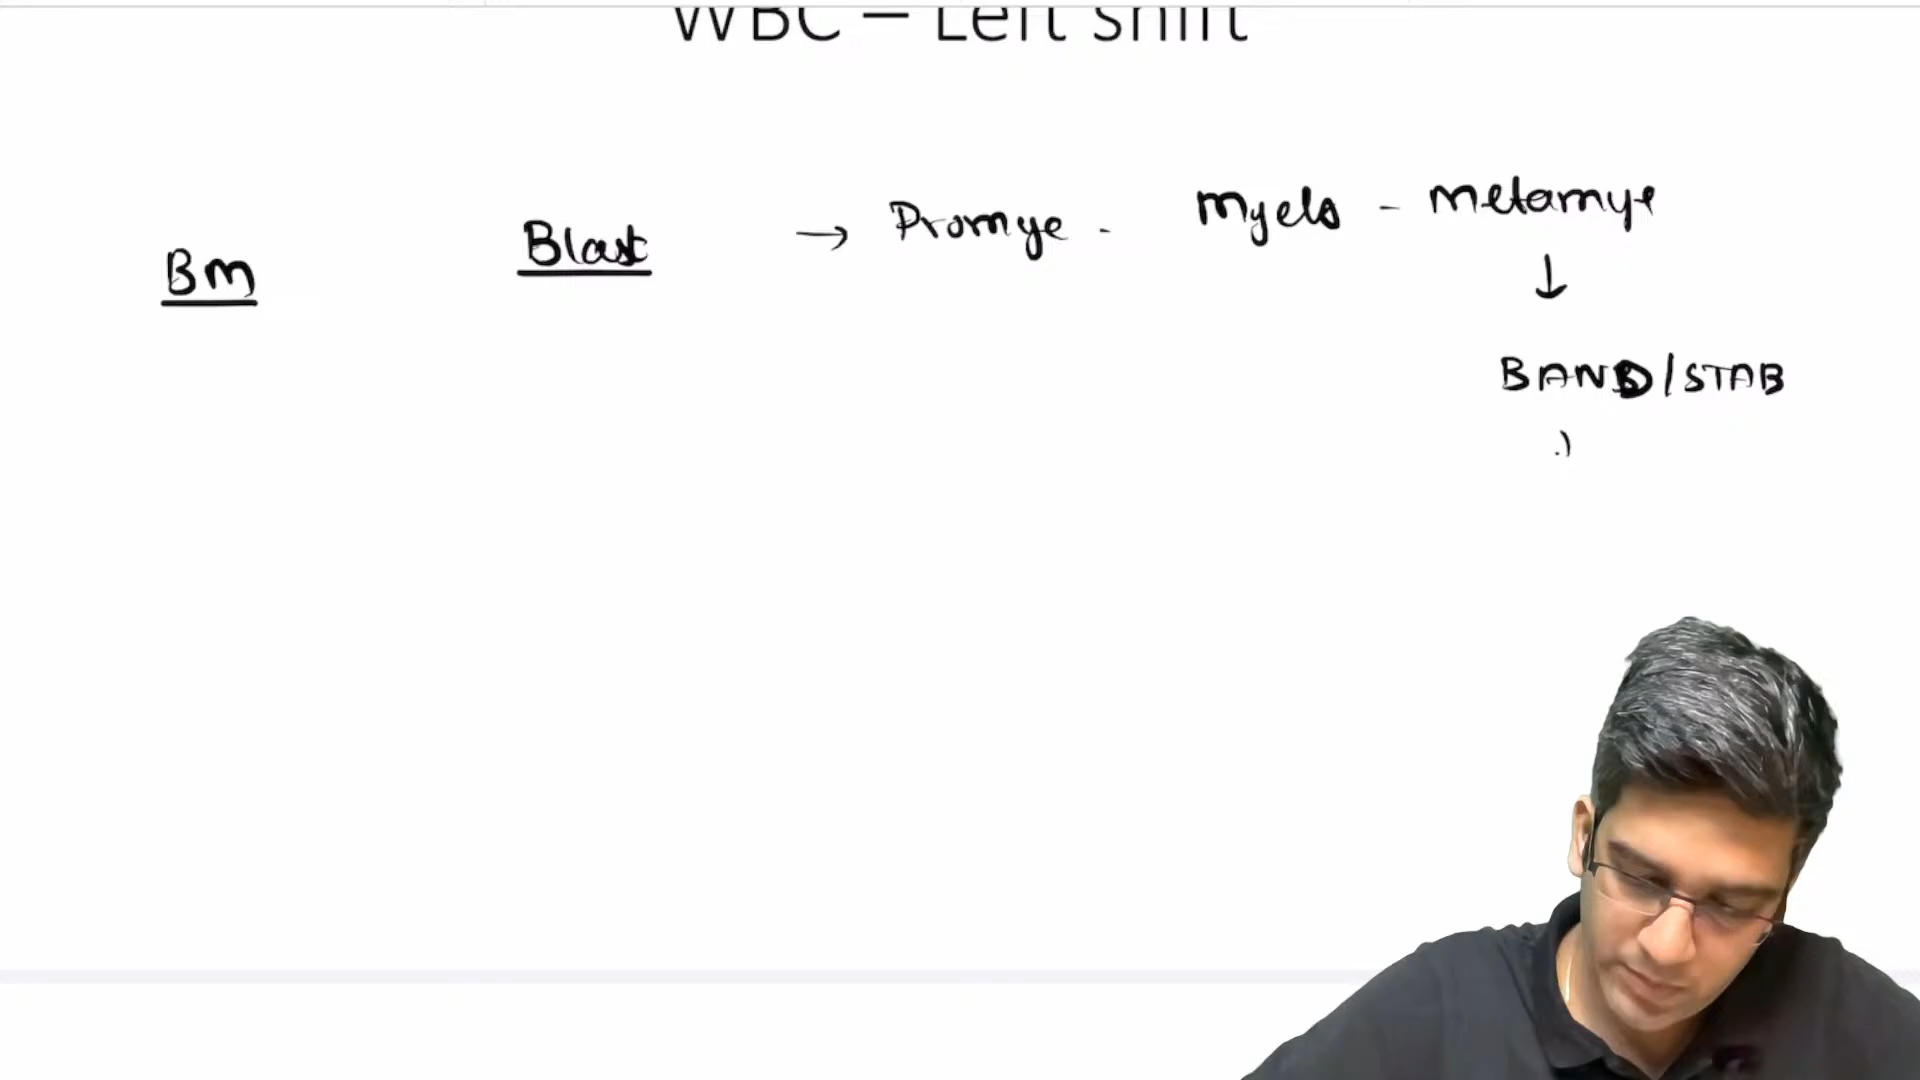 WBC – Left shift
BM Blast → Promye - Myelo - Metamye
↓
BAND/STAB